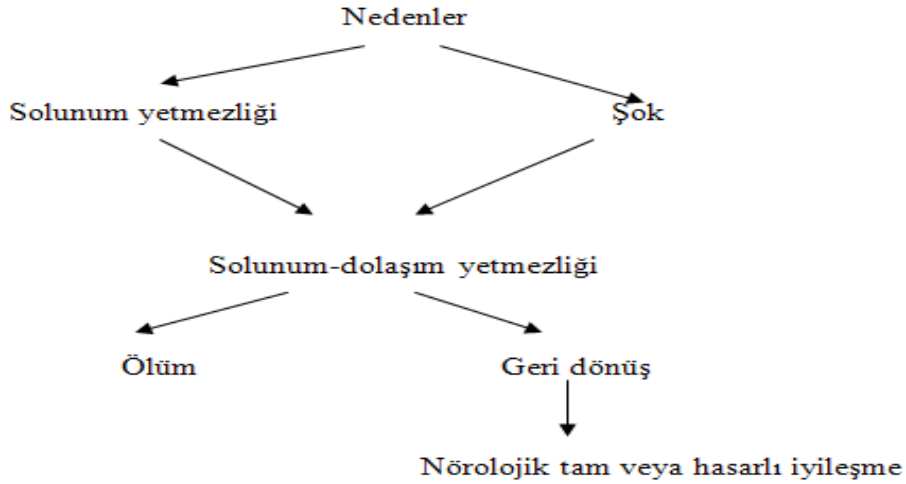 Nedenler
Solunum yetmezliği
Şok
Solunum-dolaşım yetmezliği
Ölüm
Geri dönüş
Nörolojik tam veya hasarlı iyileşme